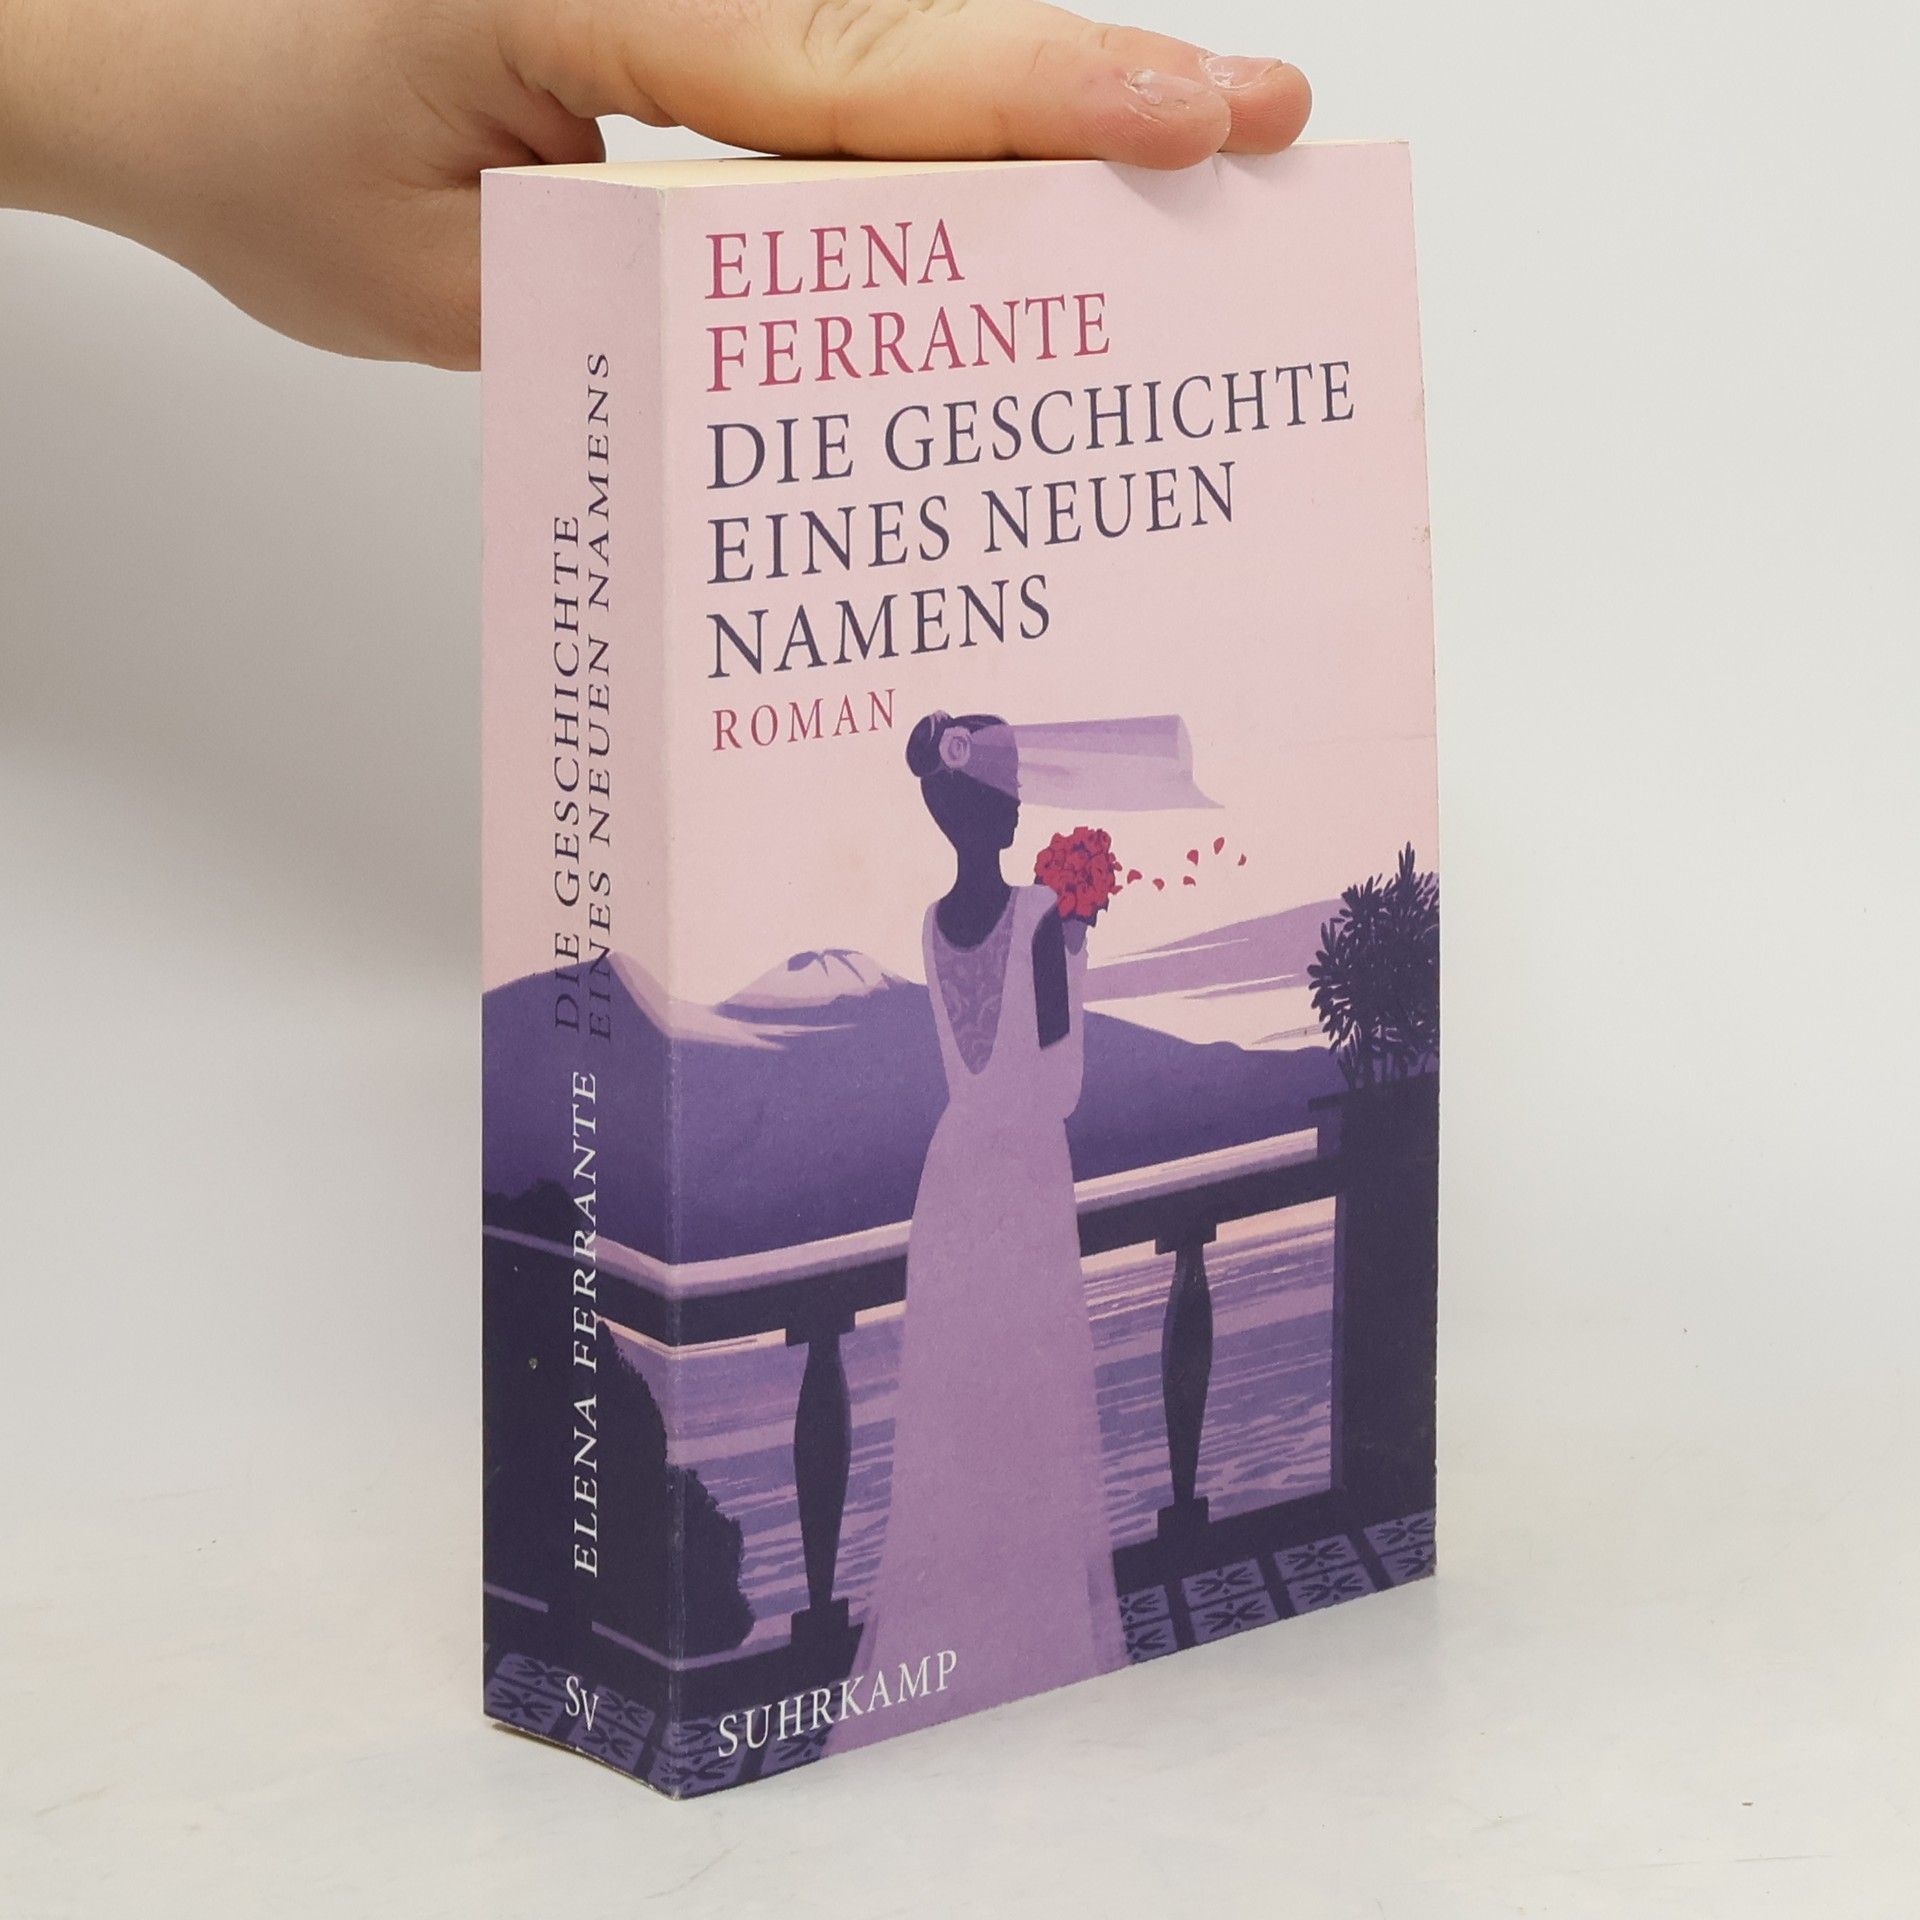 ELENA
FERRANTE
DIE GESCHICHTE
EINES NEUEN
NAMENS
ROMAN
SUHRKAMP
ELENA FERRANTE
DIE GESCHICHTE
EINES NEUEN NAMENS
SV